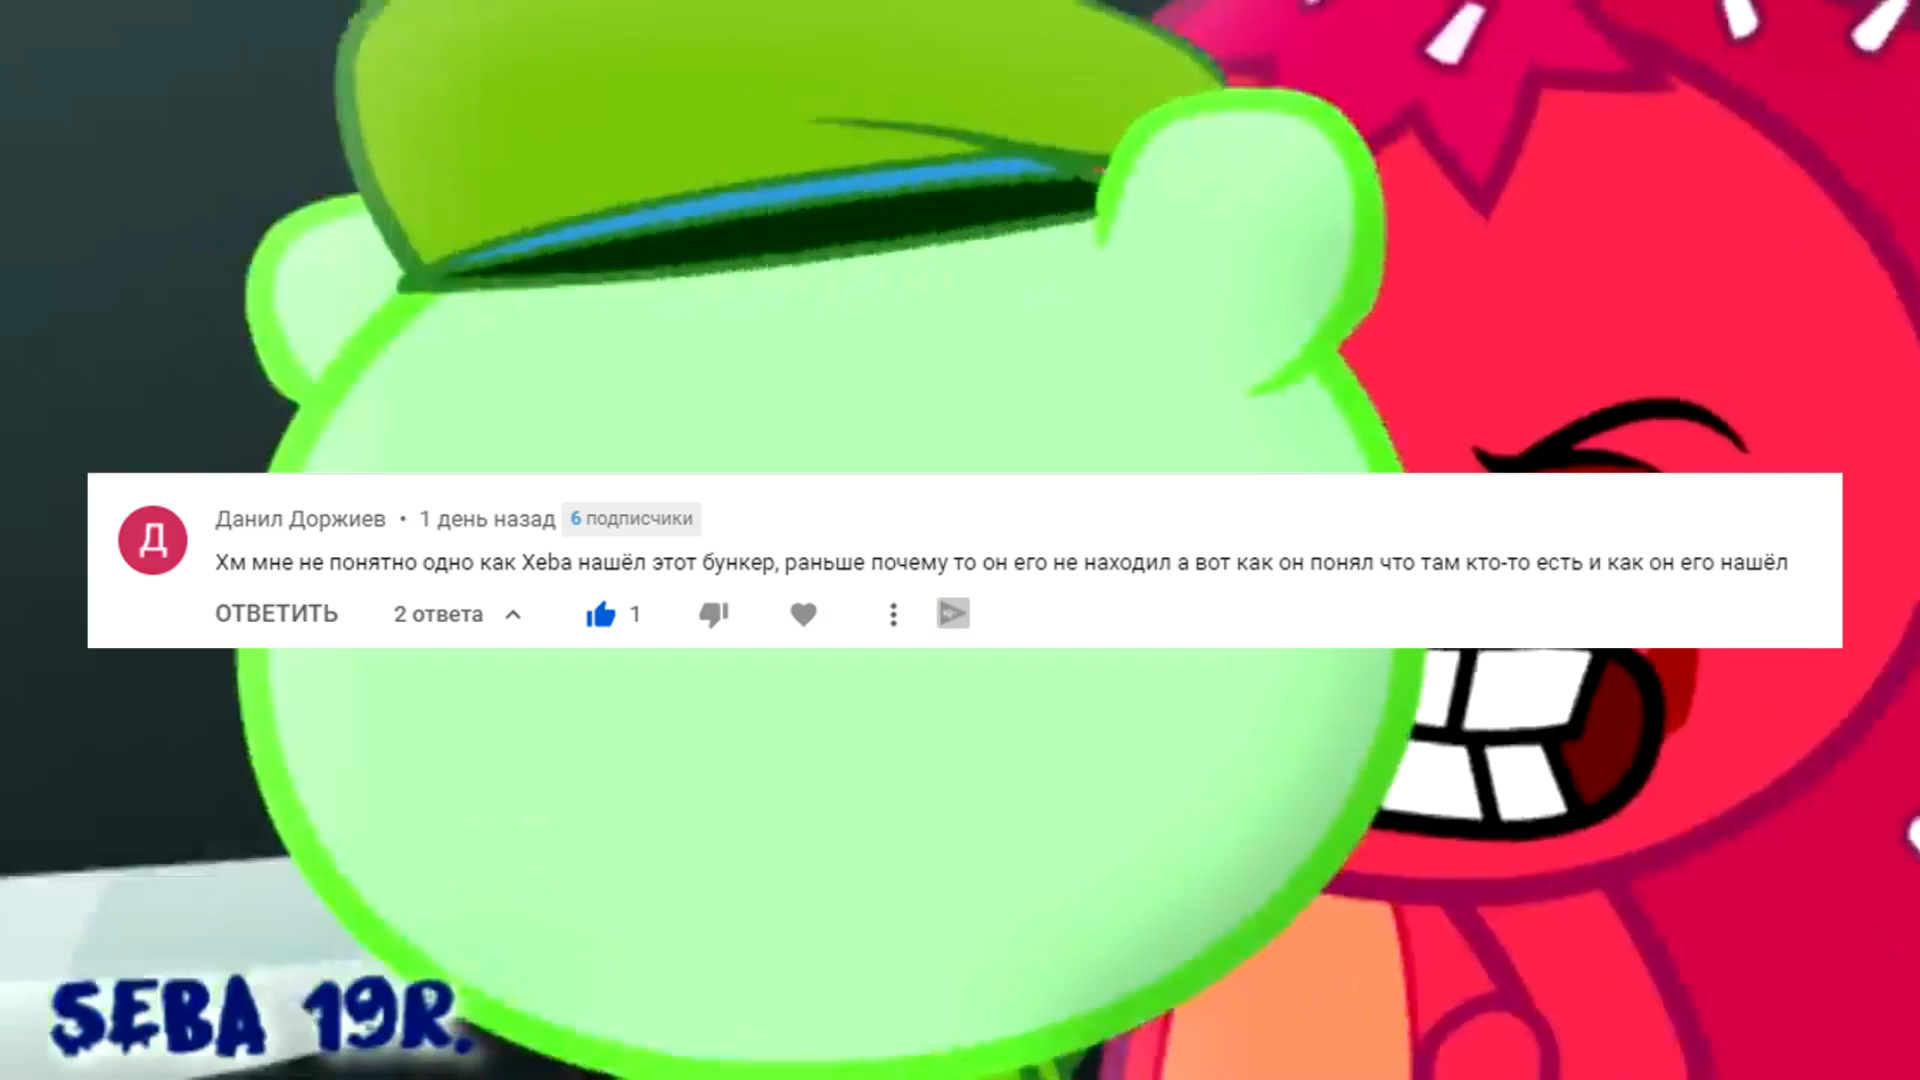 Д
Данил Доржиев • 1 день назад 6 подписчики
Хм мне не понятно одно как Xeba нашёл этот бункер, раньше почему то он его не находил а вот как он понял что там кто-то есть и как он его нашёл
ОТВЕТИТЬ 2 ответа 1
SEBA 19R.